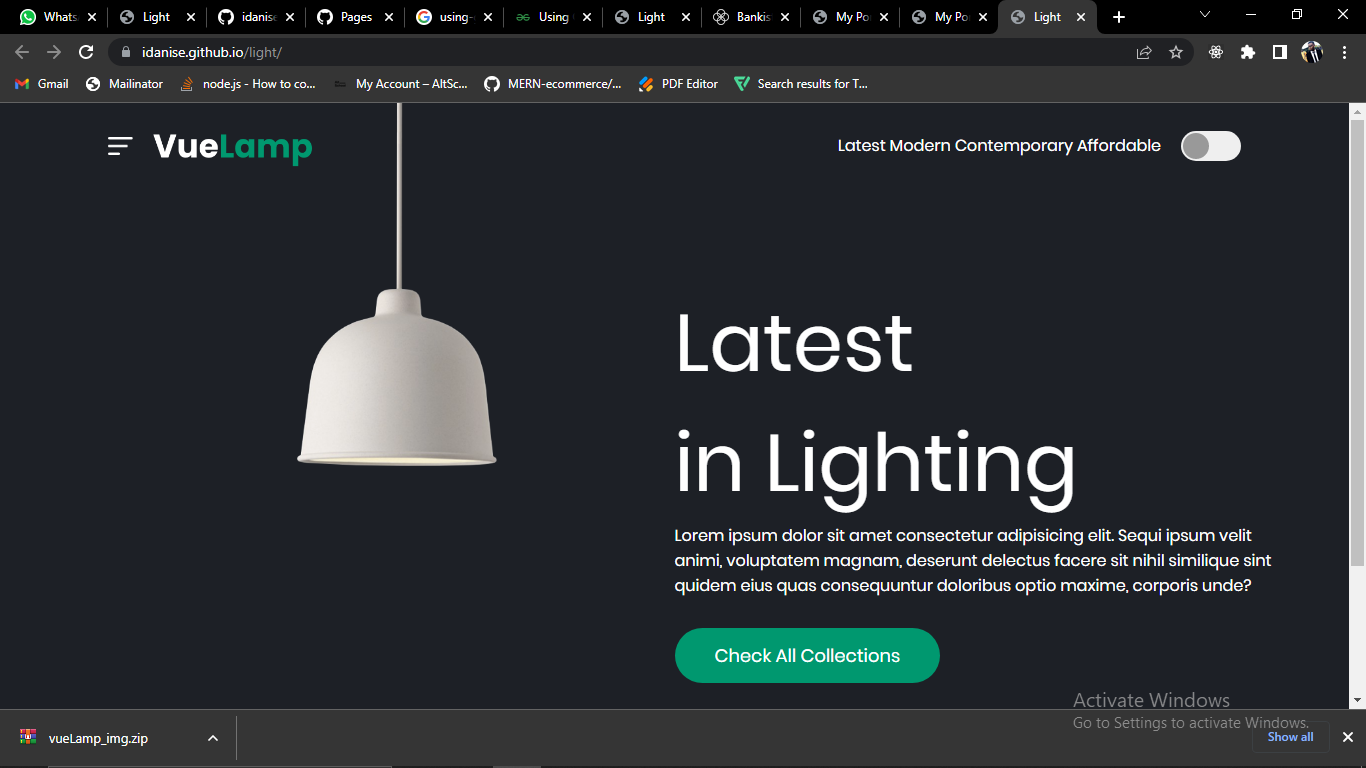 Whats
Light
idanise
Pages
using-
Using
Light
Bankis
My Po
My Po
Light
idanise.github.io/light/
Gmail
Mailinator
node.js - How to co...
My Account – AltSc...
MERN-ecommerce/...
PDF Editor
Search results for T...
VueLamp
Latest Modern Contemporary Affordable
Latest
in Lighting
Lorem ipsum dolor sit amet consectetur adipisicing elit. Sequi ipsum velit
animi, voluptatem magnam, deserunt delectus facere sit nihil similique sint
quidem eius quas consequuntur doloribus optio maxime, corporis unde?
Check All Collections
Activate Windows
Go to Settings to activate Windows.
vueLamp_img.zip
Show all